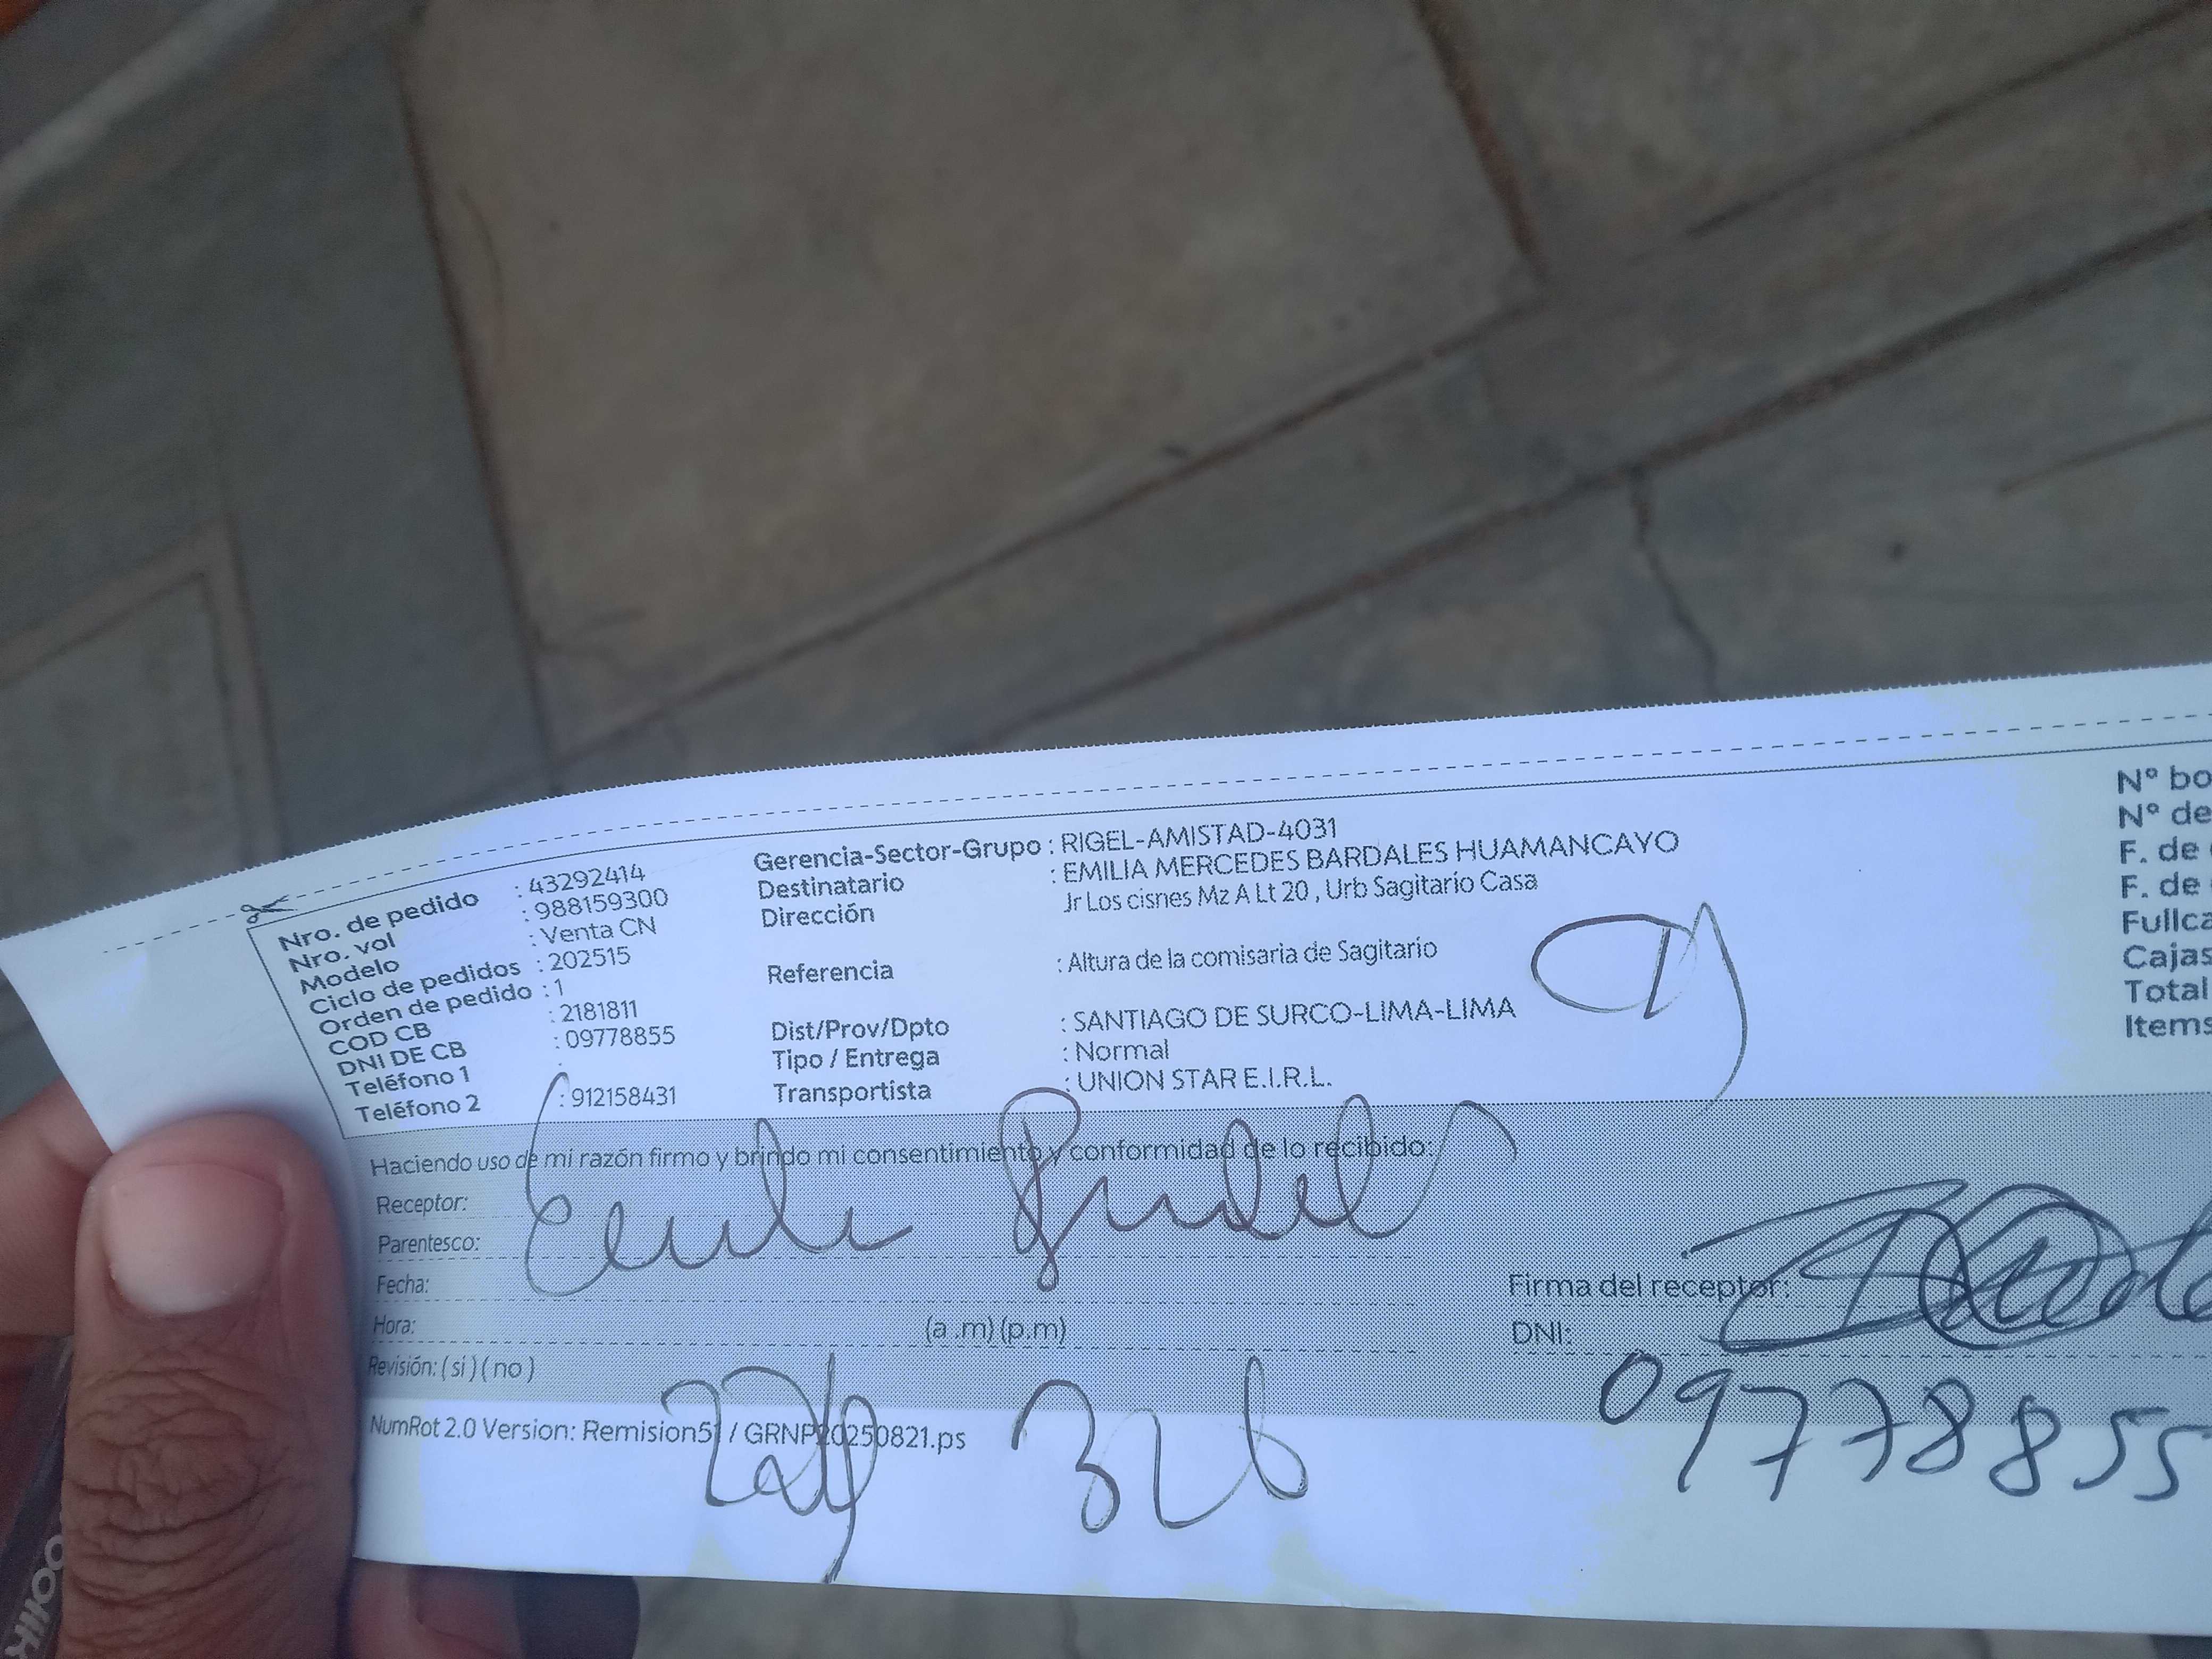 Nro. de pedido : 43292414
Nro. vol : 988159300
Modelo : Venta CN
Ciclo de pedidos : 202515
Orden de pedido : 1
COD CB : 2181811
DNI DE CB : 09778855
Teléfono 1 :
Teléfono 2 : 912158431
Gerencia-Sector-Grupo : RIGEL-AMISTAD-4031
Destinatario : EMILIA MERCEDES BARDALES HUAMANCAYO
Dirección Jr Los cisnes Mz A Lt 20 , Urb Sagitario Casa
Referencia : Altura de la comisaria de Sagitario
Dist/Prov/Dpto : SANTIAGO DE SURCO-LIMA-LIMA
Tipo / Entrega : Normal
Transportista : UNION STAR E.I.R.L.
N° bo
N° de
F. de
F. de
Fullca
Cajas
Total
Items
Haciendo uso de mi razón firmo y brindo mi consentimiento y conformidad de lo recibido:
Receptor:
Parentesco:
Fecha:
Hora: (a .m) (p.m)
Revisión: ( si ) ( no )
Firma del receptor:
DNI:
09778855
NumRot 2.0 Version: Remision51 / GRNP20250821.ps
326